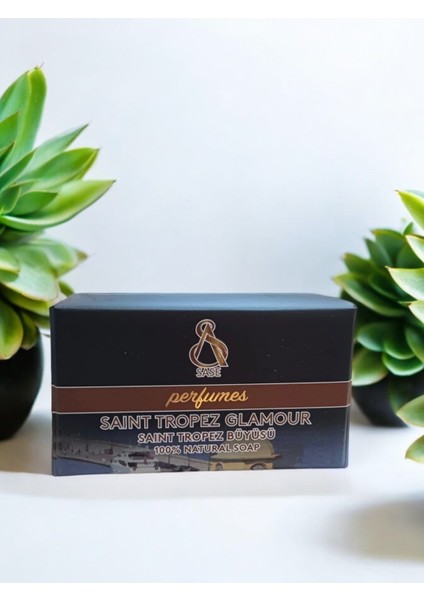 SASE
perfumes
SAINT TROPEZ GLAMOUR
SAINT TROPEZ BÜYÜSÜ
100% NATURAL SOAP